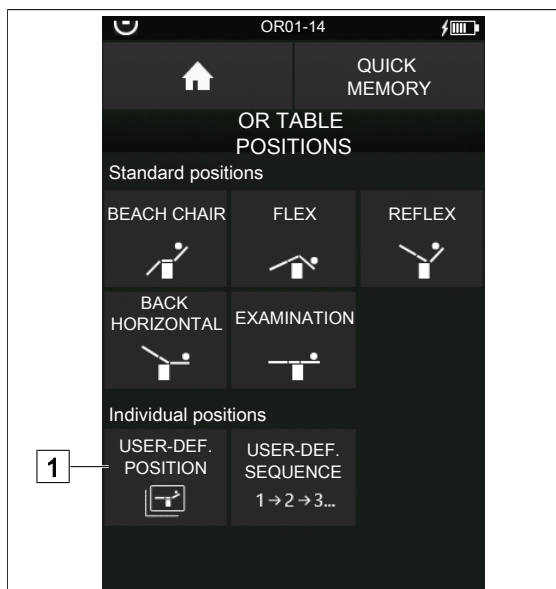 OR01-14
QUICK
MEMORY
OR TABLE
POSITIONS
Standard positions
BEACH CHAIR
FLEX
REFLEX
BACK
HORIZONTAL
EXAMINATION
Individual positions
1
USER-DEF.
POSITION
USER-DEF.
SEQUENCE
1→2→3...